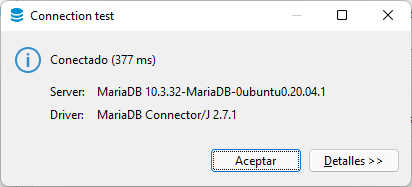 Connection test
Conectado (377 ms)
Server: MariaDB 10.3.32-MariaDB-0ubuntu0.20.04.1
Driver: MariaDB Connector/J 2.7.1
Aceptar Detalles >>